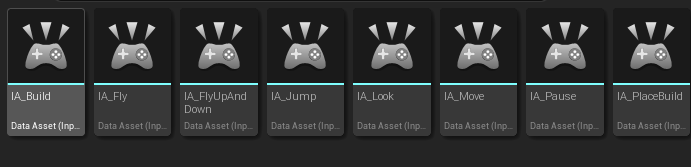 IA_Build
Data Asset (Inp...
IA_Fly
Data Asset (Inp...
IA_FlyUpAnd
Down
Data Asset (Inp...
IA_Jump
Data Asset (Inp...
IA_Look
Data Asset (Inp...
IA_Move
Data Asset (Inp...
IA_Pause
Data Asset (Inp...
IA_PlaceBuild
Data Asset (Inp...